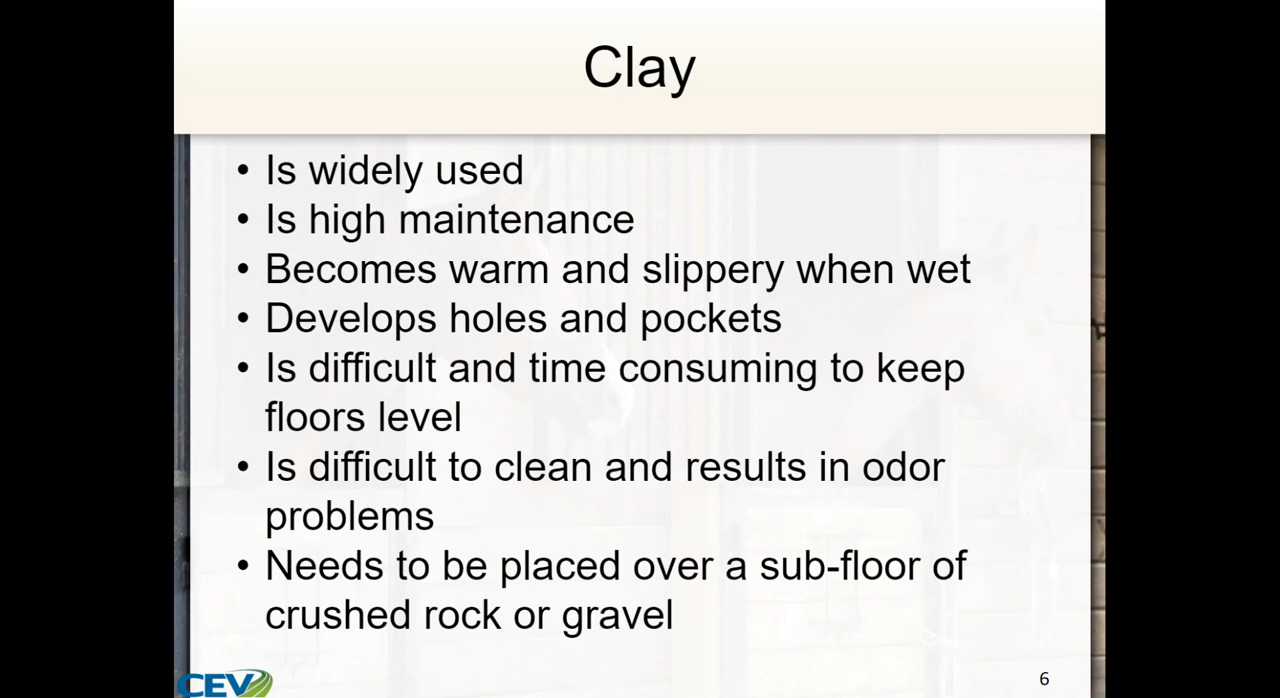 Clay
• Is widely used
• Is high maintenance
• Becomes warm and slippery when wet
• Develops holes and pockets
• Is difficult and time consuming to keep
floors level
• Is difficult to clean and results in odor
problems
• Needs to be placed over a sub-floor of
crushed rock or gravel
CEV
6